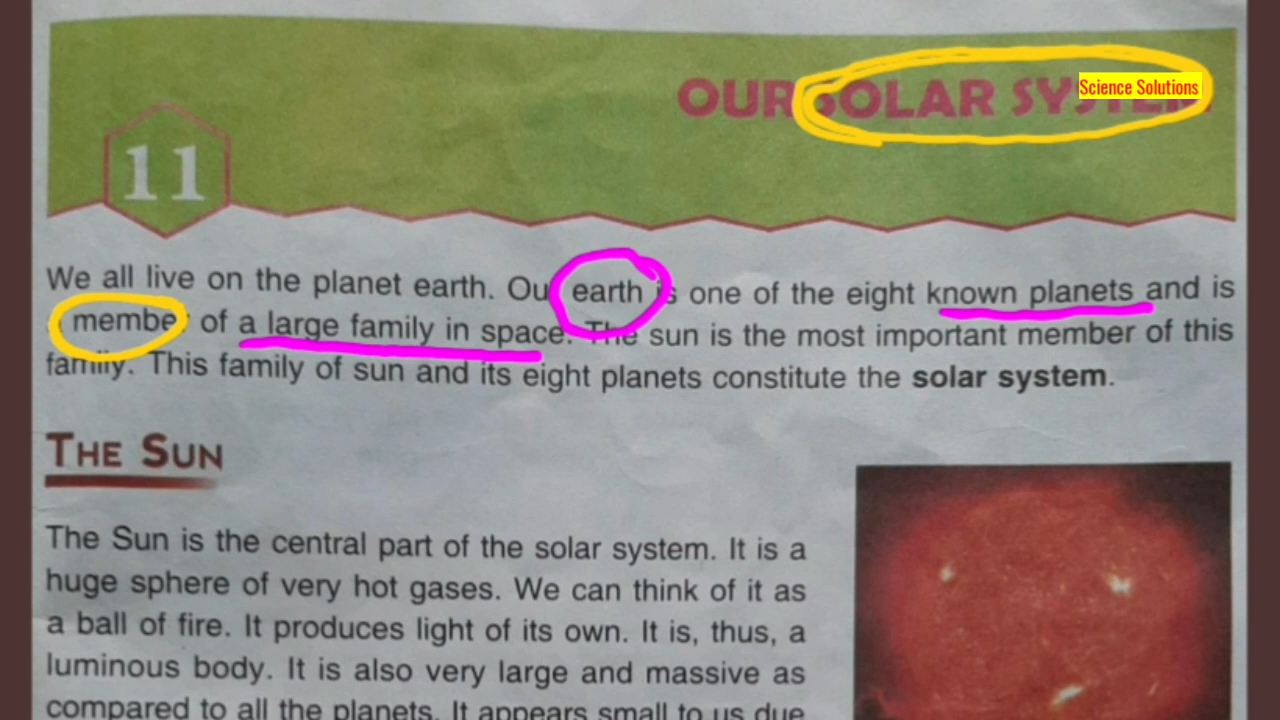 OUR SOLAR SYSTEM
Science Solutions
11
We all live on the planet earth. Our earth is one of the eight known planets and is
a member of a large family in space. The sun is the most important member of this
family. This family of sun and its eight planets constitute the solar system.
THE SUN
The Sun is the central part of the solar system. It is a
huge sphere of very hot gases. We can think of it as
a ball of fire. It produces light of its own. It is, thus, a
luminous body. It is also very large and massive as
compared to all the planets. It appears small to us due